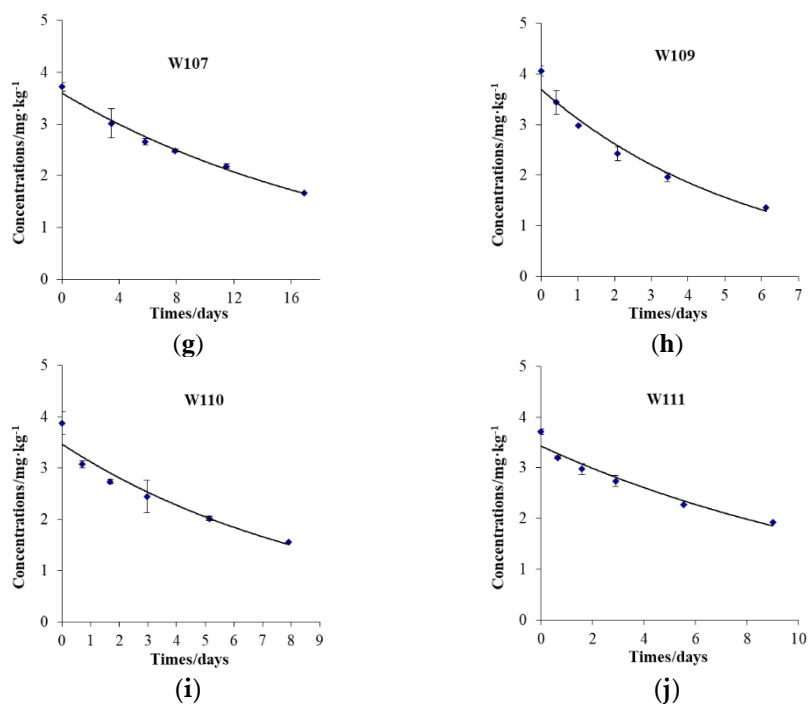 W107
Concentrations/mg·kg⁻¹
5
4
3
2
1
0
0 4 8 12 16
Times/days
(g)
W109
Concentrations/mg·kg⁻¹
5
4
3
2
1
0
0 1 2 3 4 5 6 7
Times/days
(h)
W110
Concentrations/mg·kg⁻¹
5
4
3
2
1
0
0 1 2 3 4 5 6 7 8 9
Times/days
(i)
W111
Concentrations/mg·kg⁻¹
5
4
3
2
1
0
0 2 4 6 8 10
Times/days
(j)